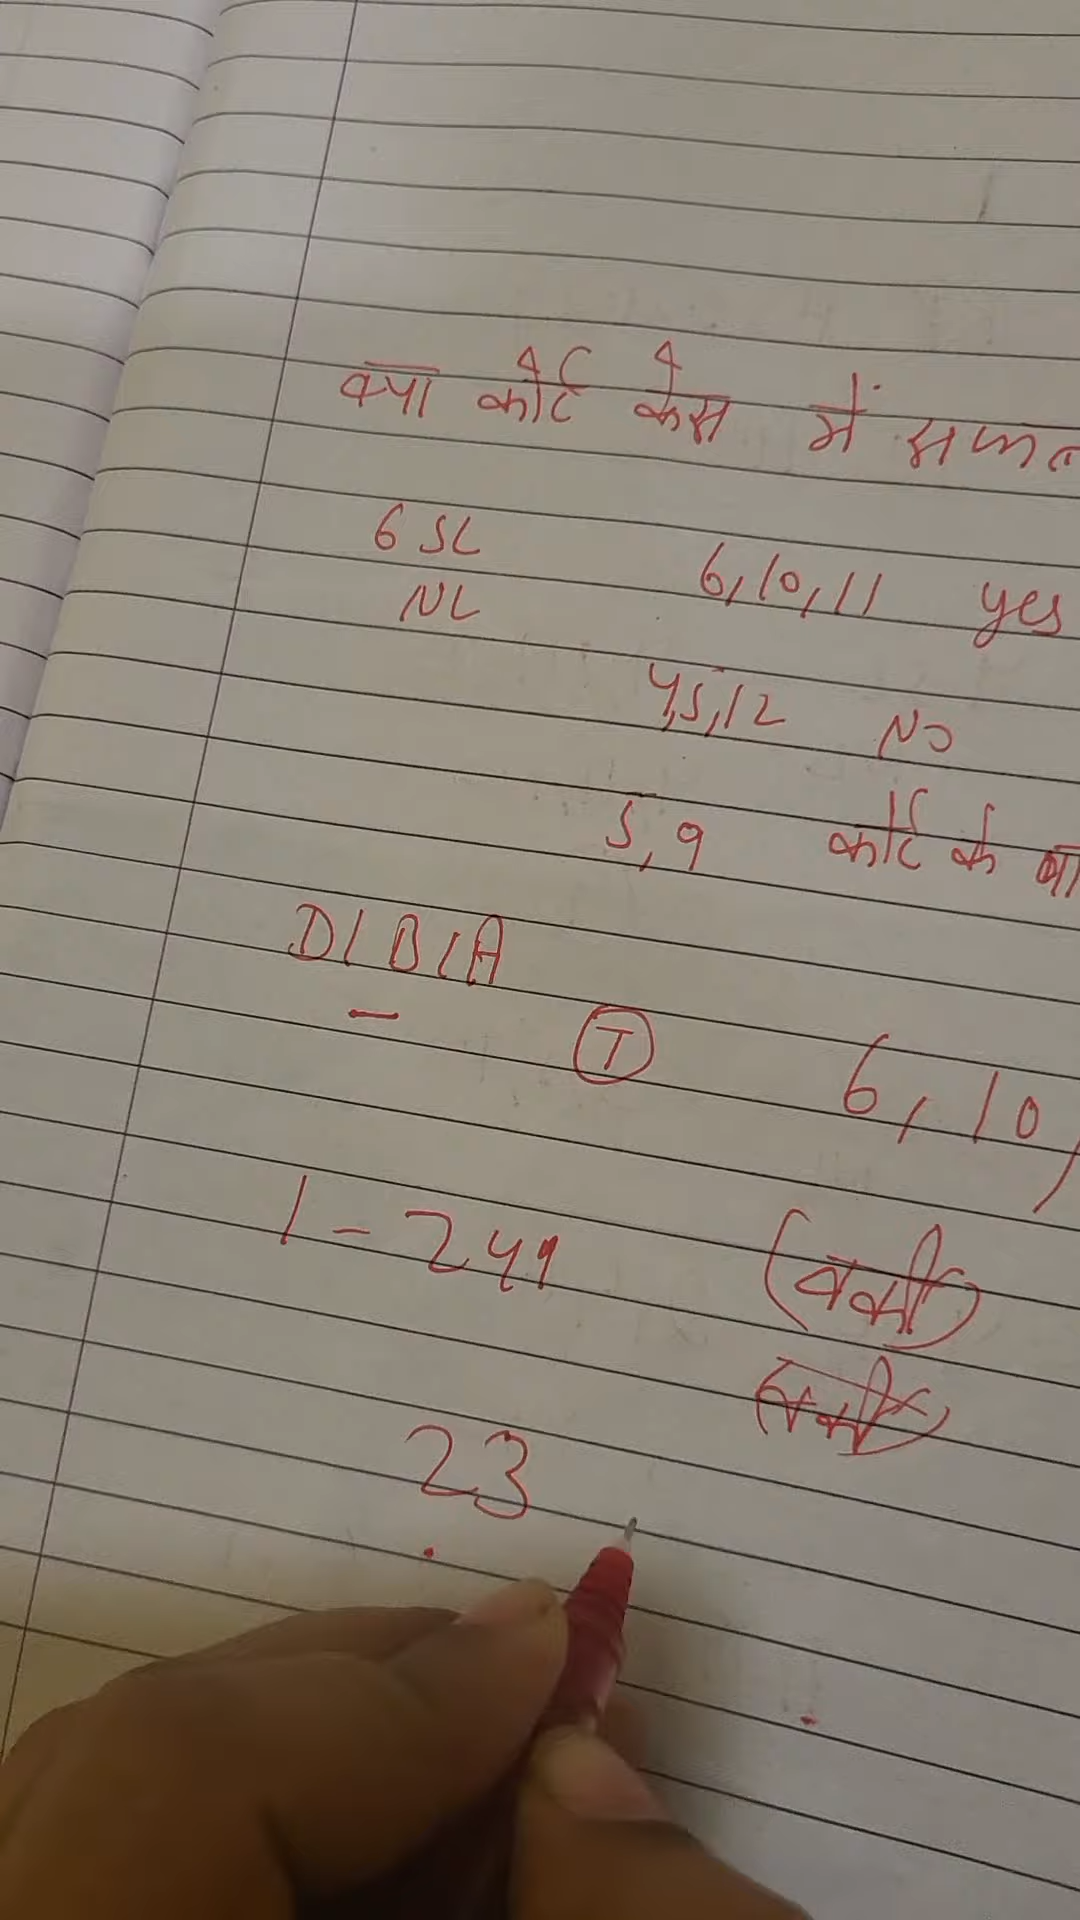 क्या कोर्ट केस में
6 SL 6, 10, 11 yes
NL
4, 5, 12 NO
5, 9 कोर्ट के
D / B / A
— T 6, 10,
1 - 249 (वक्री)
23